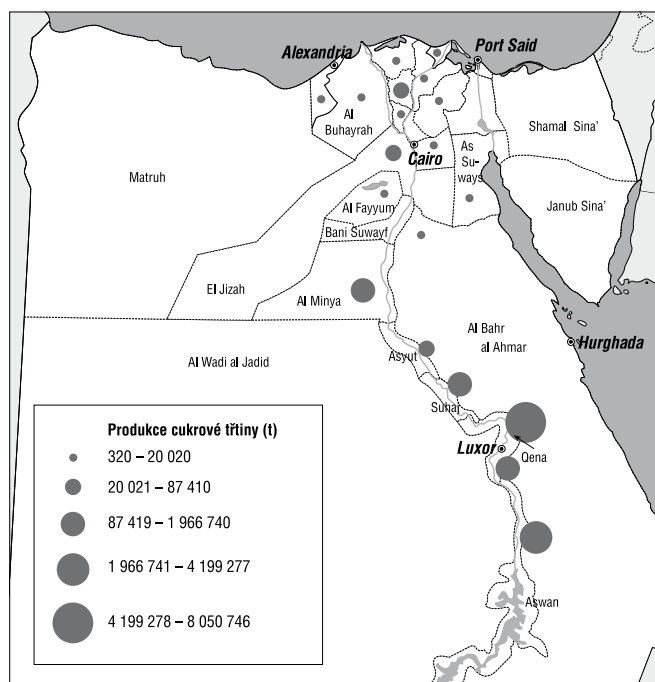 Alexandria
Port Said
Al
Buhayrah
Cairo
As
Su-
ways
Shamal Sina’
Matruh
Al Fayyum
Janub Sina’
Bani Suwayf
El Jizah
Al Minya
Al Bahr
al Ahmar
Hurghada
Al Wadi al Jadid
Asyut
Suhaj
Luxor
Qena
Aswan
Produkce cukrové třtiny (t)
320 – 20 020
20 021 – 87 410
87 419 – 1 966 740
1 966 741 – 4 199 277
4 199 278 – 8 050 746